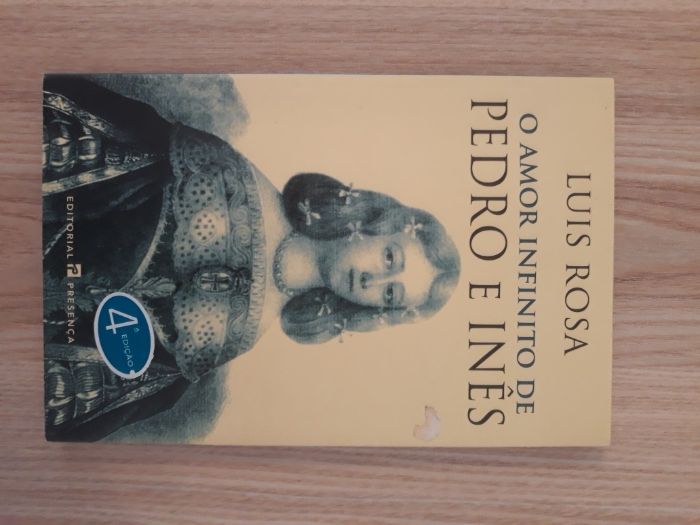 LUIS ROSA
O AMOR INFINITO DE
PEDRO E INÊS
4.ª
EDIÇÃO
EDITORIAL PRESENÇA